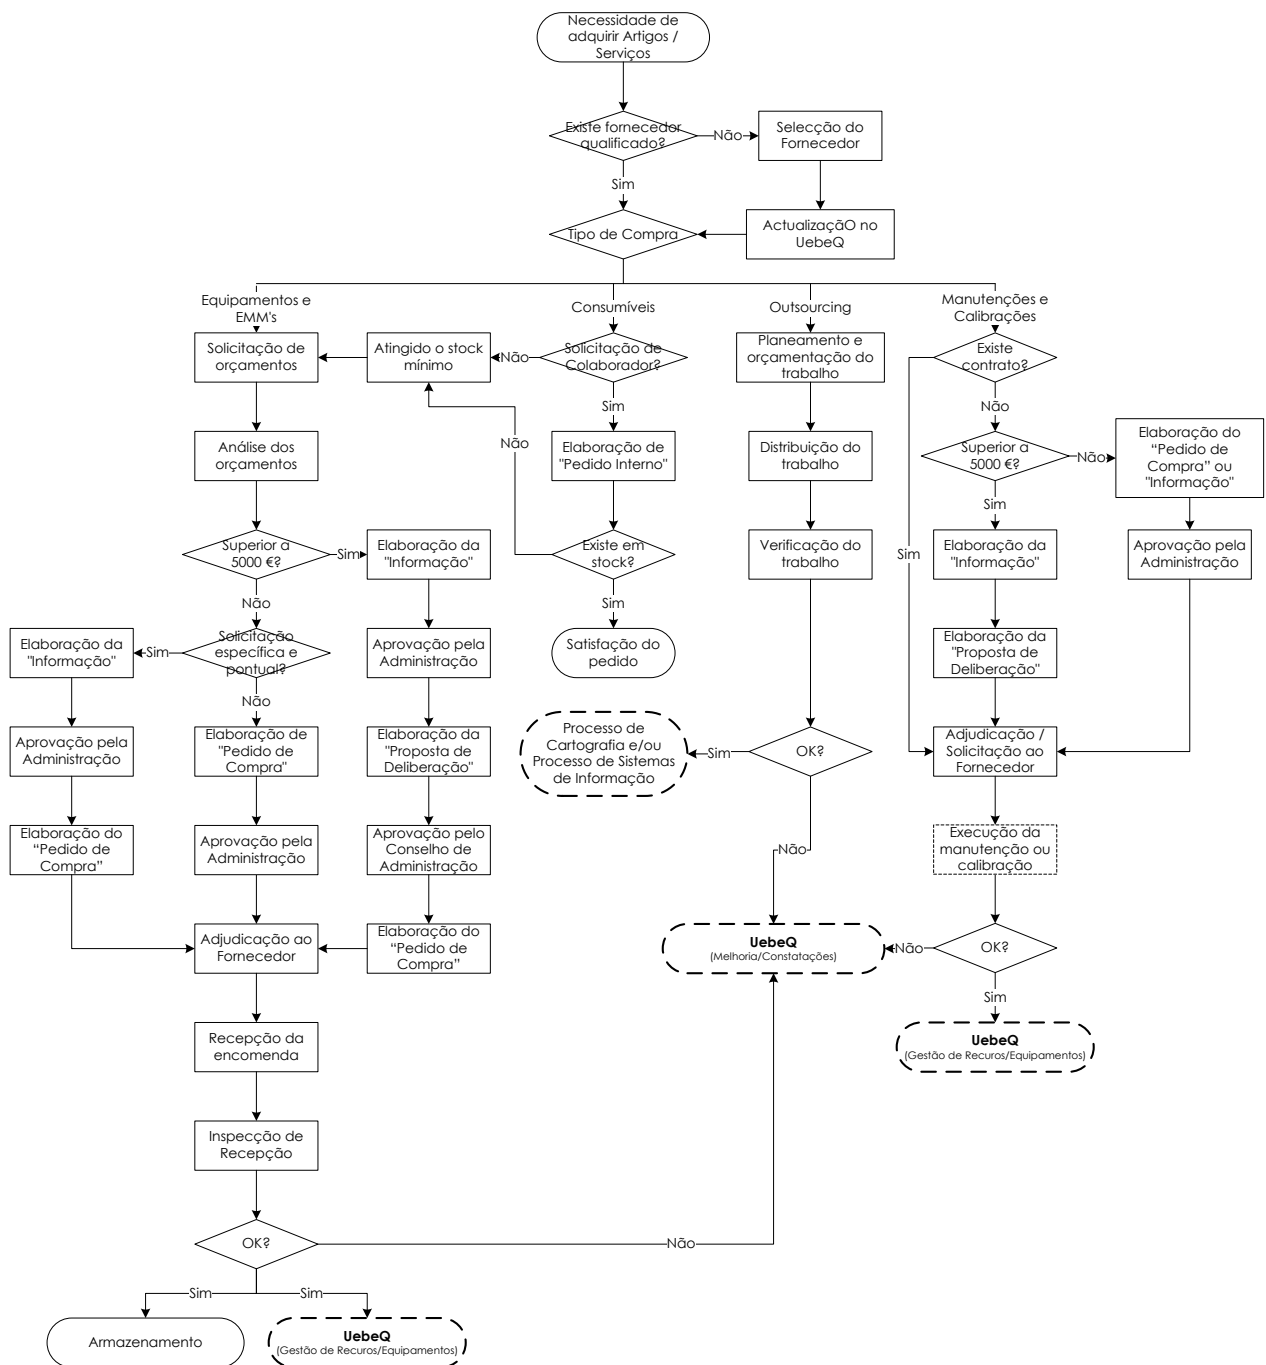 Necessidade de
adquirir Artigos /
Serviços
Existe fornecedor
qualificado?
Não
Selecção do
Fornecedor
Sim
Tipo de Compra
ActualizaçãO no
UebeQ
Equipamentos e
EMM's
Consumíveis
Outsourcing
Manutenções e
Calibrações
Solicitação de
orçamentos
Atingido o stock
mínimo
Não
Solicitação de
Colaborador?
Planeamento e
orçamentação do
trabalho
Existe
contrato?
Sim
Não
Análise dos
orçamentos
Não
Elaboração de
"Pedido Interno"
Distribuição do
trabalho
Superior a
5000 €?
Não
Elaboração do
“Pedido de
Compra” ou
"Informação"
Sim
Superior a
5000 €?
Sim
Elaboração da
"Informação"
Existe em
stock?
Verificação do
trabalho
Sim
Elaboração da
"Informação"
Aprovação pela
Administração
Não
Sim
Elaboração da
"Informação"
Sim
Solicitação
específica e
pontual?
Aprovação pela
Administração
Satisfação do
pedido
Elaboração da
"Proposta de
Deliberação"
Não
Aprovação pela
Administração
Elaboração de
"Pedido de
Compra"
Elaboração da
"Proposta de
Deliberação"
Processo de
Cartografia e/ou
Processo de Sistemas
de Informação
Sim
OK?
Adjudicação /
Solicitação ao
Fornecedor
Elaboração do
“Pedido de
Compra”
Aprovação pela
Administração
Aprovação pelo
Conselho de
Administração
Não
Execução da
manutenção ou
calibração
Adjudicação ao
Fornecedor
Elaboração do
“Pedido de
Compra”
UebeQ
(Melhoria/Constatações)
Não
OK?
Sim
Recepção da
encomenda
UebeQ
(Gestão de Recuros/Equipamentos)
Inspecção de
Recepção
OK?
Não
Sim
Sim
Armazenamento
UebeQ
(Gestão de Recuros/Equipamentos)